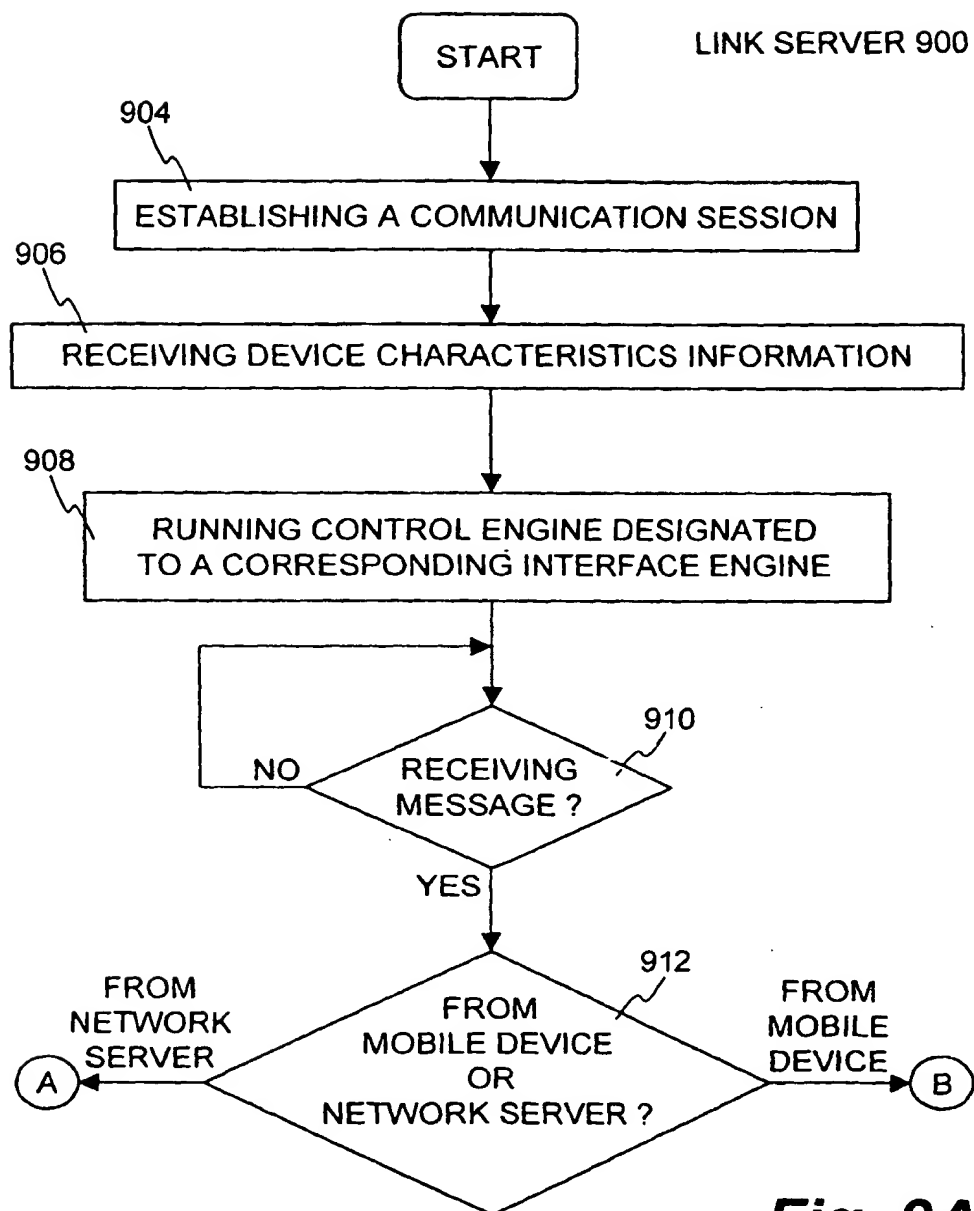 START
LINK SERVER 900
904
ESTABLISHING A COMMUNICATION SESSION
906
RECEIVING DEVICE CHARACTERISTICS INFORMATION
908
RUNNING CONTROL ENGINE DESIGNATED
TO A CORRESPONDING INTERFACE ENGINE
910
NO
RECEIVING
MESSAGE ?
YES
912
FROM
NETWORK
SERVER
FROM
MOBILE DEVICE
OR
NETWORK SERVER ?
FROM
MOBILE
DEVICE
A
B
Fig. 9A